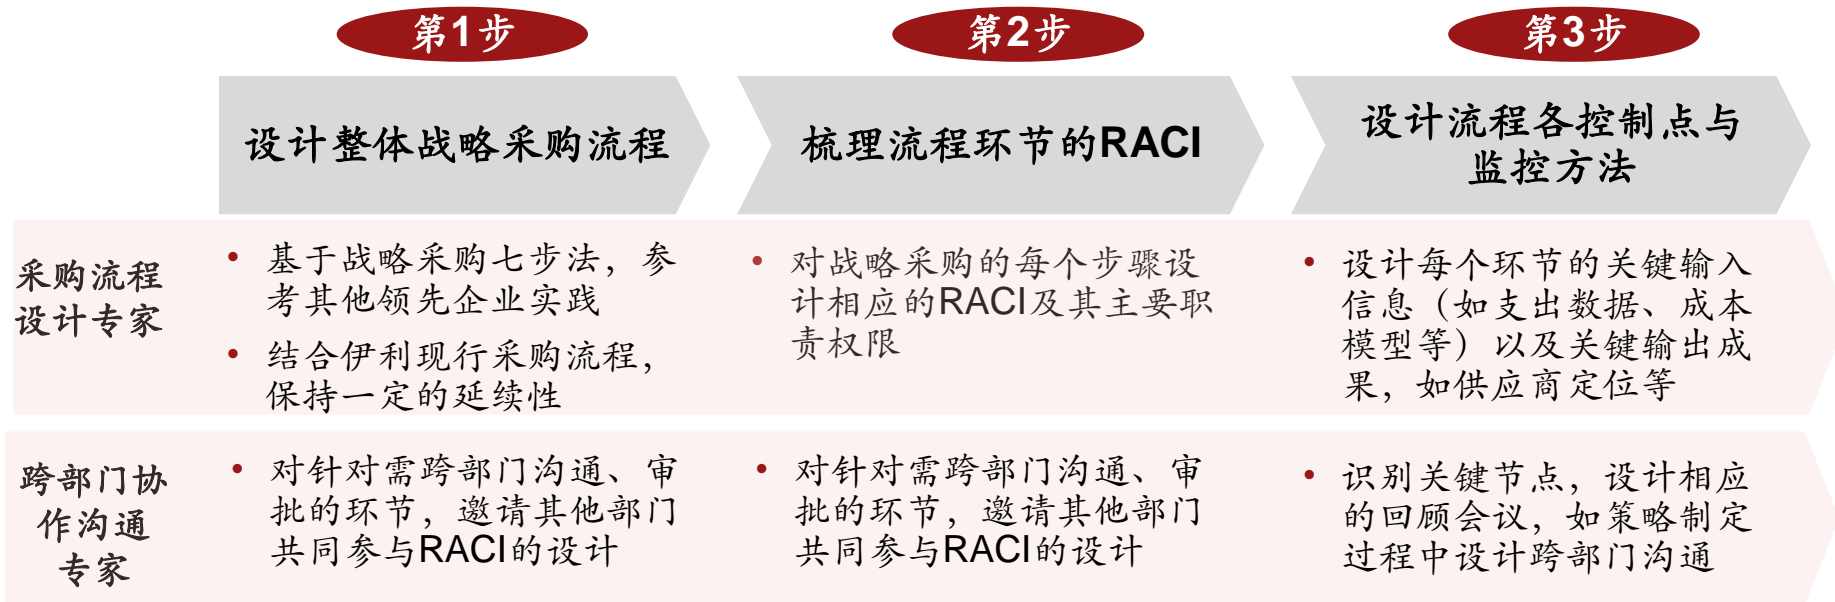 第1步
第2步
第3步
设计整体战略采购流程
梳理流程环节的RACI
设计流程各控制点与
监控方法
采购流程
设计专家
• 基于战略采购七步法，参
考其他领先企业实践
• 结合伊利现行采购流程，
保持一定的延续性
• 对战略采购的每个步骤设
计相应的RACI及其主要职
责权限
• 设计每个环节的关键输入
信息（如支出数据、成本
模型等）以及关键输出成
果，如供应商定位等
跨部门协
作沟通
专家
• 对针对需跨部门沟通、审
批的环节，邀请其他部门
共同参与RACI的设计
• 对针对需跨部门沟通、审
批的环节，邀请其他部门
共同参与RACI的设计
• 识别关键节点，设计相应
的回顾会议，如策略制定
过程中设计跨部门沟通